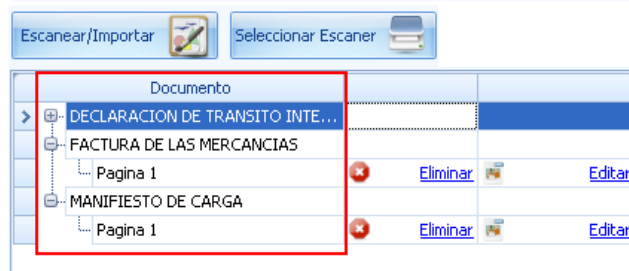 Escanear/Importar
Seleccionar Escaner
Documento
DECLARACION DE TRANSITO INTE...
FACTURA DE LAS MERCANCIAS
Pagina 1 Eliminar Editar
MANIFIESTO DE CARGA
Pagina 1 Eliminar Editar